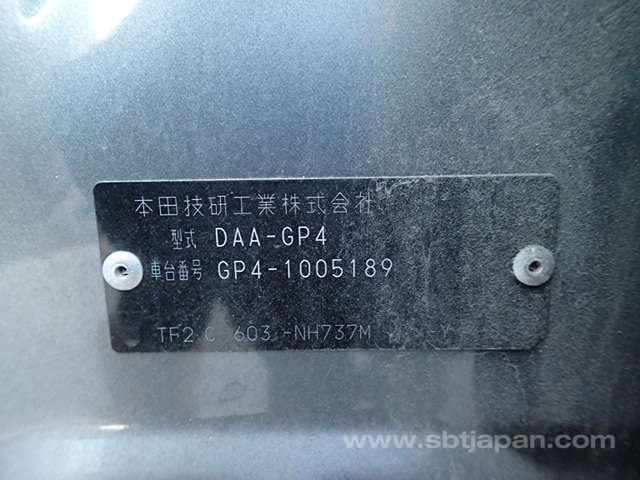 本田技研工業株式会社
型式 DAA-GP4
車台番号 GP4-1005189
TF2 C 603 -NH737M -Y
www.sbtjapan.com